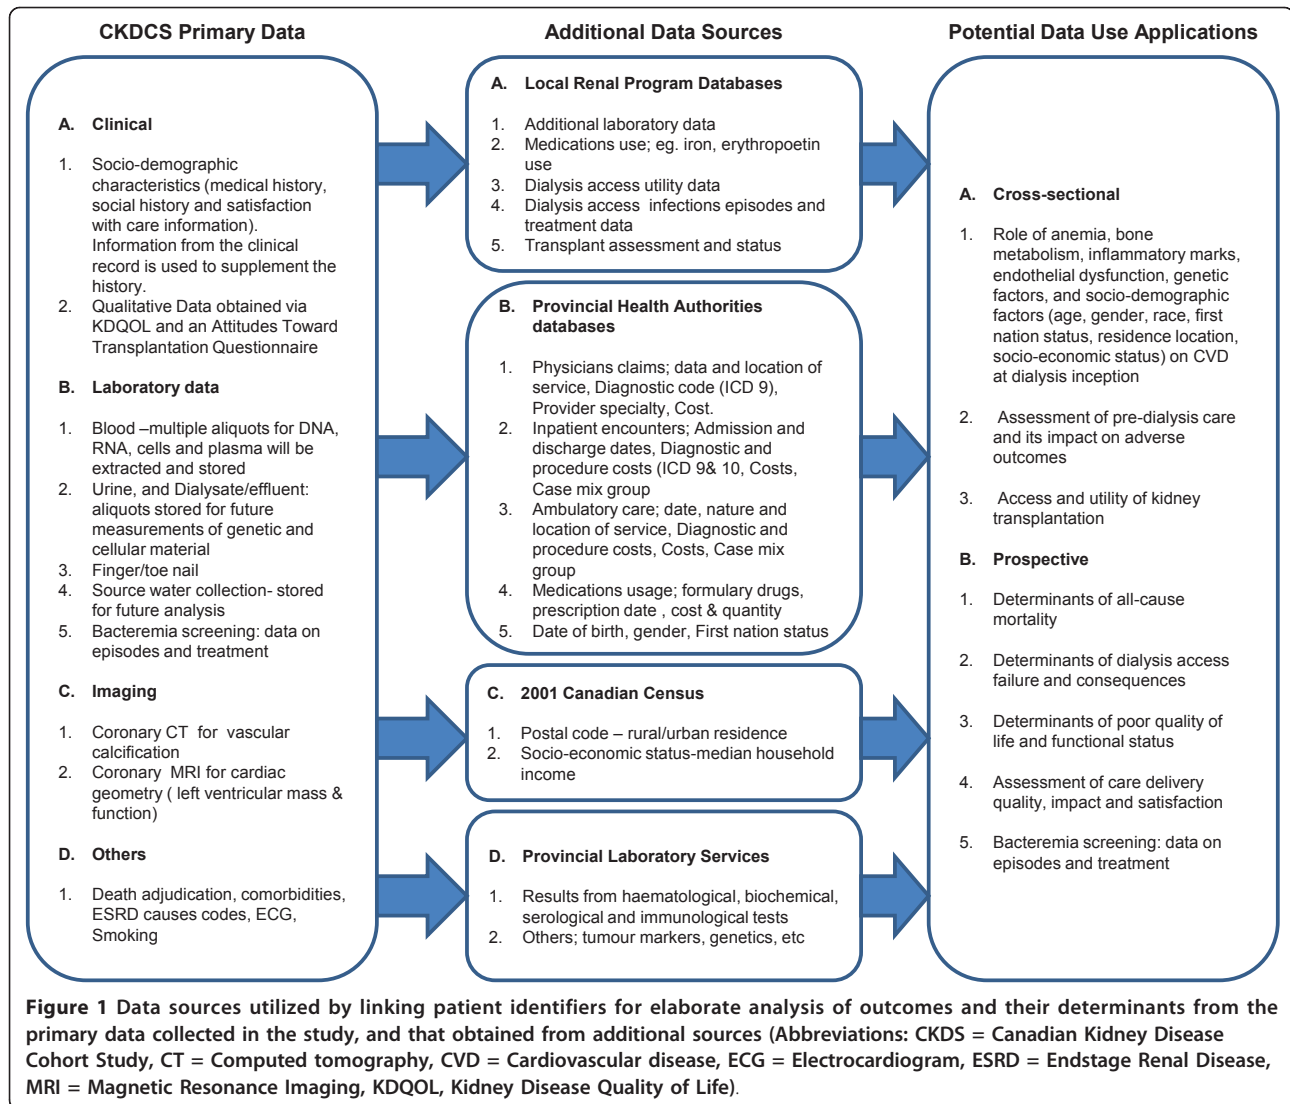 CKDCS Primary Data
A. Clinical
1. Socio-demographic
characteristics (medical history,
social history and satisfaction
with care information).
Information from the clinical
record is used to supplement the
history.
2. Qualitative Data obtained via
KDQOL and an Attitudes Toward
Transplantation Questionnaire
B. Laboratory data
1. Blood –multiple aliquots for DNA,
RNA, cells and plasma will be
extracted and stored
2. Urine, and Dialysate/effluent:
aliquots stored for future
measurements of genetic and
cellular material
3. Finger/toe nail
4. Source water collection- stored
for future analysis
5. Bacteremia screening: data on
episodes and treatment
C. Imaging
1. Coronary CT for vascular
calcification
2. Coronary MRI for cardiac
geometry ( left ventricular mass &
function)
D. Others
1. Death adjudication, comorbidities,
ESRD causes codes, ECG,
Smoking
Additional Data Sources
A. Local Renal Program Databases
1. Additional laboratory data
2. Medications use; eg. iron, erythropoetin
use
3. Dialysis access utility data
4. Dialysis access infections episodes and
treatment data
5. Transplant assessment and status
B. Provincial Health Authorities
databases
1. Physicians claims; data and location of
service, Diagnostic code (ICD 9),
Provider specialty, Cost.
2. Inpatient encounters; Admission and
discharge dates, Diagnostic and
procedure costs (ICD 9& 10, Costs,
Case mix group
3. Ambulatory care; date, nature and
location of service, Diagnostic and
procedure costs, Costs, Case mix
group
4. Medications usage; formulary drugs,
prescription date , cost & quantity
5. Date of birth, gender, First nation status
C. 2001 Canadian Census
1. Postal code – rural/urban residence
2. Socio-economic status-median household
income
D. Provincial Laboratory Services
1. Results from haematological, biochemical,
serological and immunological tests
2. Others; tumour markers, genetics, etc
Potential Data Use Applications
A. Cross-sectional
1. Role of anemia, bone
metabolism, inflammatory marks,
endothelial dysfunction, genetic
factors, and socio-demographic
factors (age, gender, race, first
nation status, residence location,
socio-economic status) on CVD
at dialysis inception
2. Assessment of pre-dialysis care
and its impact on adverse
outcomes
3. Access and utility of kidney
transplantation
B. Prospective
1. Determinants of all-cause
mortality
2. Determinants of dialysis access
failure and consequences
3. Determinants of poor quality of
life and functional status
4. Assessment of care delivery
quality, impact and satisfaction
5. Bacteremia screening: data on
episodes and treatment
Figure 1 Data sources utilized by linking patient identifiers for elaborate analysis of outcomes and their determinants from the
primary data collected in the study, and that obtained from additional sources (Abbreviations: CKDS = Canadian Kidney Disease
Cohort Study, CT = Computed tomography, CVD = Cardiovascular disease, ECG = Electrocardiogram, ESRD = Endstage Renal Disease,
MRI = Magnetic Resonance Imaging, KDQOL, Kidney Disease Quality of Life).